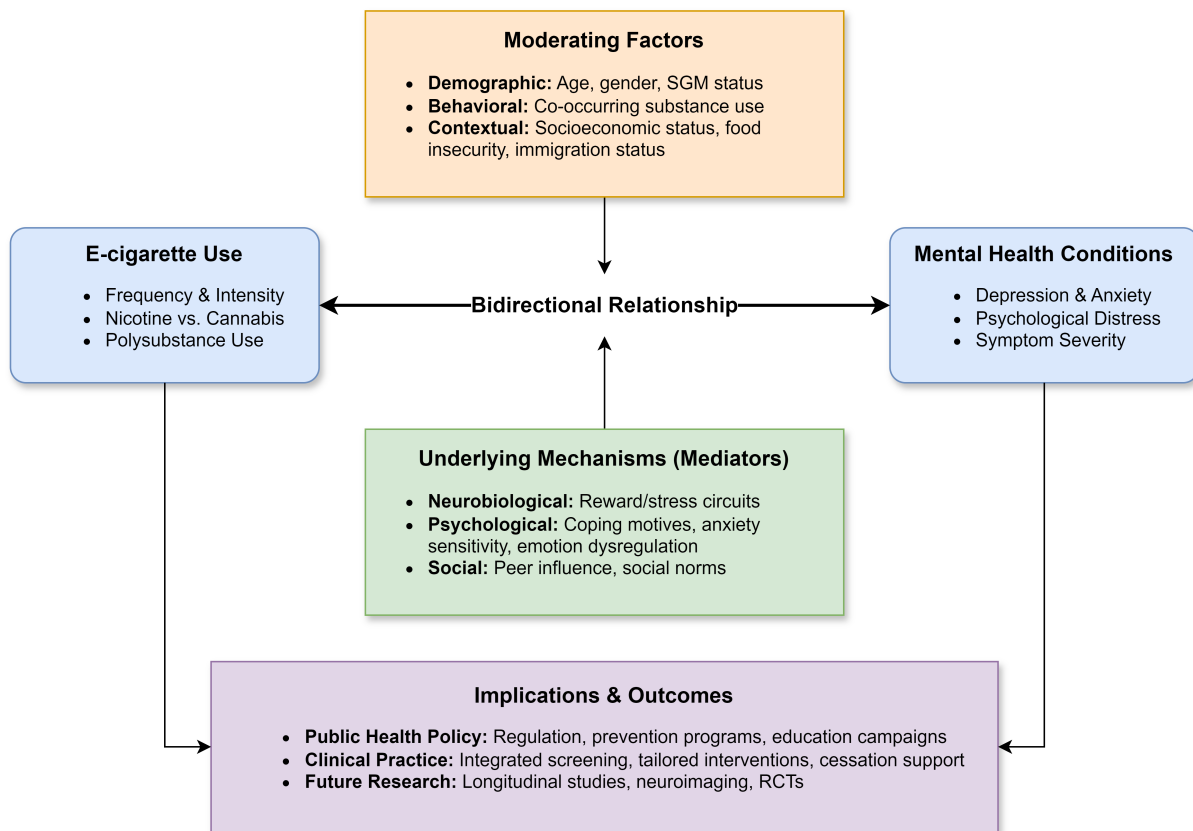 Moderating Factors
• Demographic: Age, gender, SGM status
• Behavioral: Co-occurring substance use
• Contextual: Socioeconomic status, food
insecurity, immigration status
E-cigarette Use
• Frequency & Intensity
• Nicotine vs. Cannabis
• Polysubstance Use
Bidirectional Relationship
Mental Health Conditions
• Depression & Anxiety
• Psychological Distress
• Symptom Severity
Underlying Mechanisms (Mediators)
• Neurobiological: Reward/stress circuits
• Psychological: Coping motives, anxiety
sensitivity, emotion dysregulation
• Social: Peer influence, social norms
Implications & Outcomes
• Public Health Policy: Regulation, prevention programs, education campaigns
• Clinical Practice: Integrated screening, tailored interventions, cessation support
• Future Research: Longitudinal studies, neuroimaging, RCTs